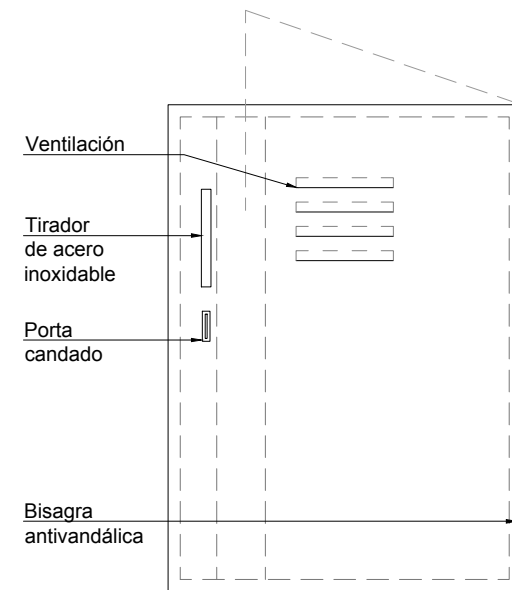 Ventilación
Tirador
de acero
inoxidable
Porta
candado
Bisagra
antivandálica